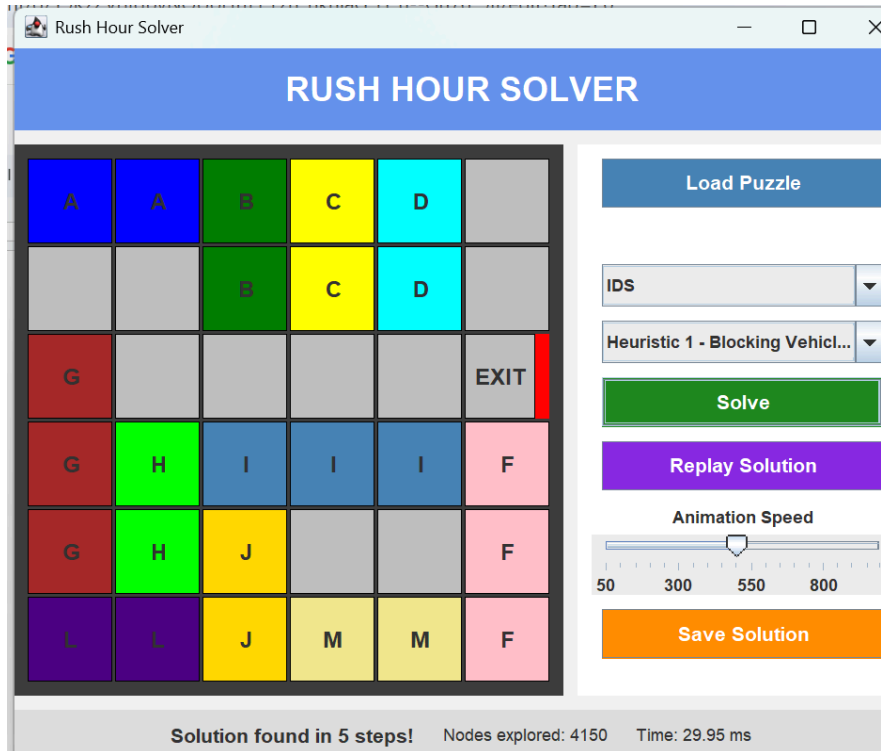 Rush Hour Solver
RUSH HOUR SOLVER
A A B C D
B C D
G EXIT
G H I I I F
G H J F
L L J M M F
Load Puzzle
IDS
Heuristic 1 - Blocking Vehicl...
Solve
Replay Solution
Animation Speed
50 300 550 800
Save Solution
Solution found in 5 steps! Nodes explored: 4150 Time: 29.95 ms